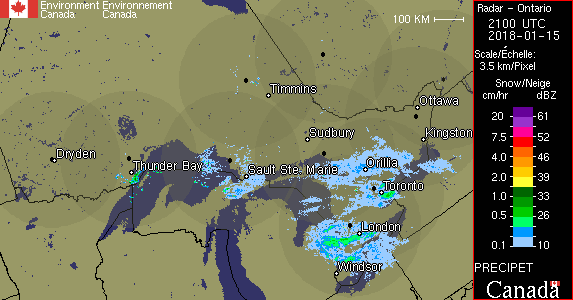 Environment Environnement
Canada Canada
100 KM
Timmins
Ottawa
Sudbury
Kingston
Dryden
Thunder Bay
Sault Ste. Marie
Orillia
Toronto
London
Windsor
Radar - Ontario
2100 UTC
2018-01-15
Scale/Échelle:
3.5 km/Pixel
Snow/Neige
cm/hr dBZ
20 61
7.5 52
4.0 46
2.0 39
1.0 33
0.5 26
0.1 10
PRECIPET
Canada